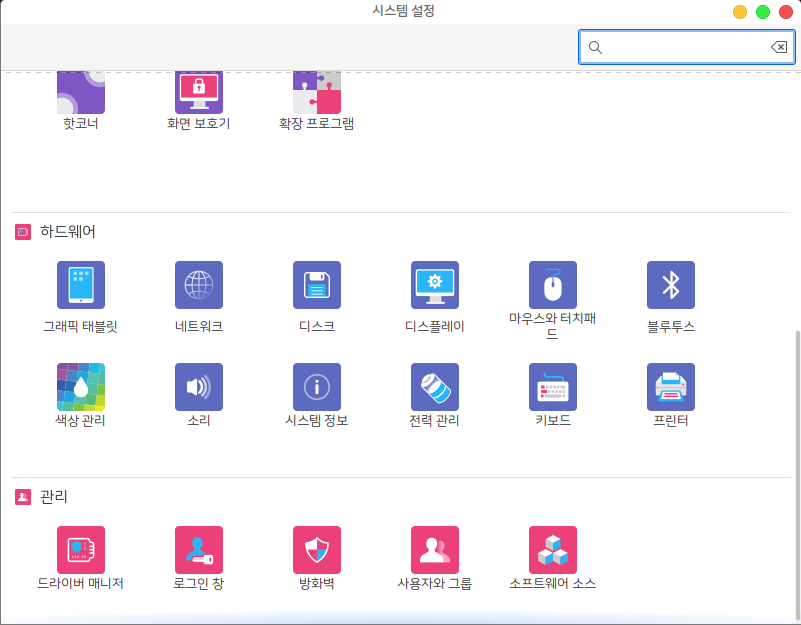 시스템 설정
핫코너
화면 보호기
확장 프로그램
하드웨어
그래픽 태블릿
네트워크
디스크
디스플레이
마우스와 터치패
드
블루투스
색상 관리
소리
시스템 정보
전력 관리
키보드
프린터
관리
드라이버 매니저
로그인 창
방화벽
사용자와 그룹
소프트웨어 소스